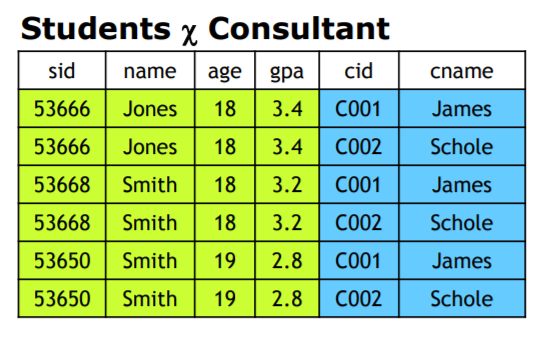 Students χ Consultant
sid name age gpa cid cname
53666 Jones 18 3.4 C001 James
53666 Jones 18 3.4 C002 Schole
53668 Smith 18 3.2 C001 James
53668 Smith 18 3.2 C002 Schole
53650 Smith 19 2.8 C001 James
53650 Smith 19 2.8 C002 Schole